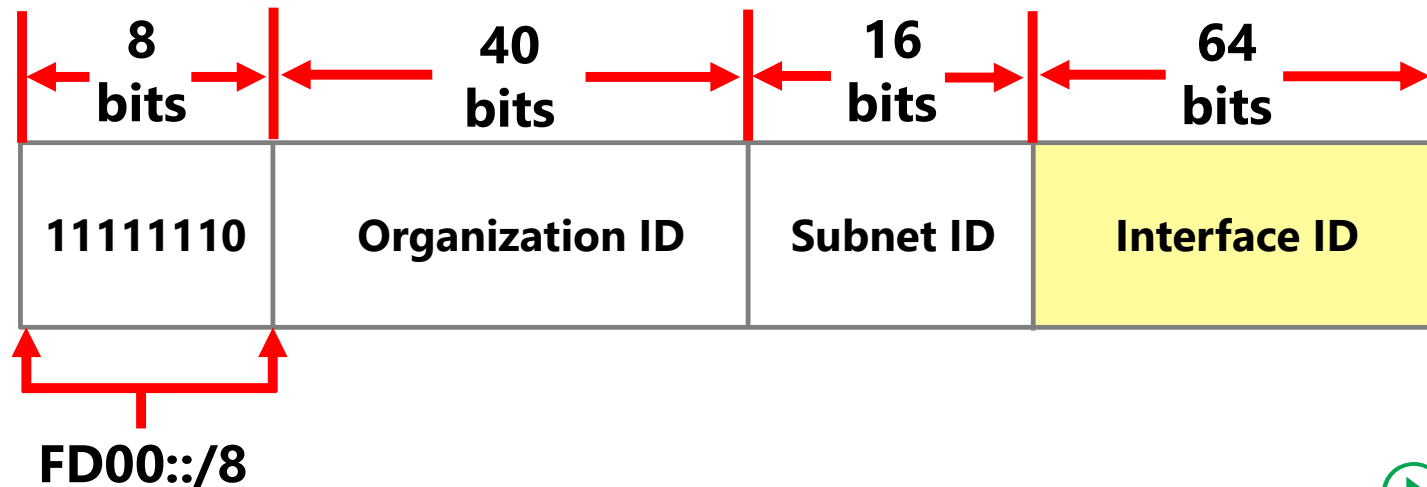 8 bits
40 bits
16 bits
64 bits
11111110
Organization ID
Subnet ID
Interface ID
FD00::/8